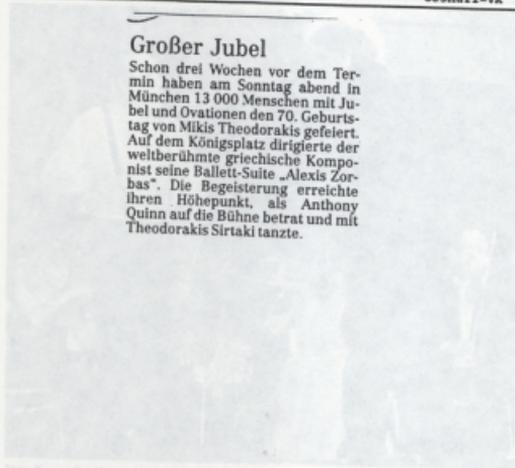 Großer Jubel
Schon drei Wochen vor dem Ter-
min haben am Sonntag abend in
München 13 000 Menschen mit Ju-
bel und Ovationen den 70. Geburts-
tag von Mikis Theodorakis gefeiert.
Auf dem Königsplatz dirigierte der
weltberühmte griechische Kompo-
nist seine Ballett-Suite „Alexis Zor-
bas“. Die Begeisterung erreichte
ihren Höhepunkt, als Anthony
Quinn auf die Bühne betrat und mit
Theodorakis Sirtaki tanzte.